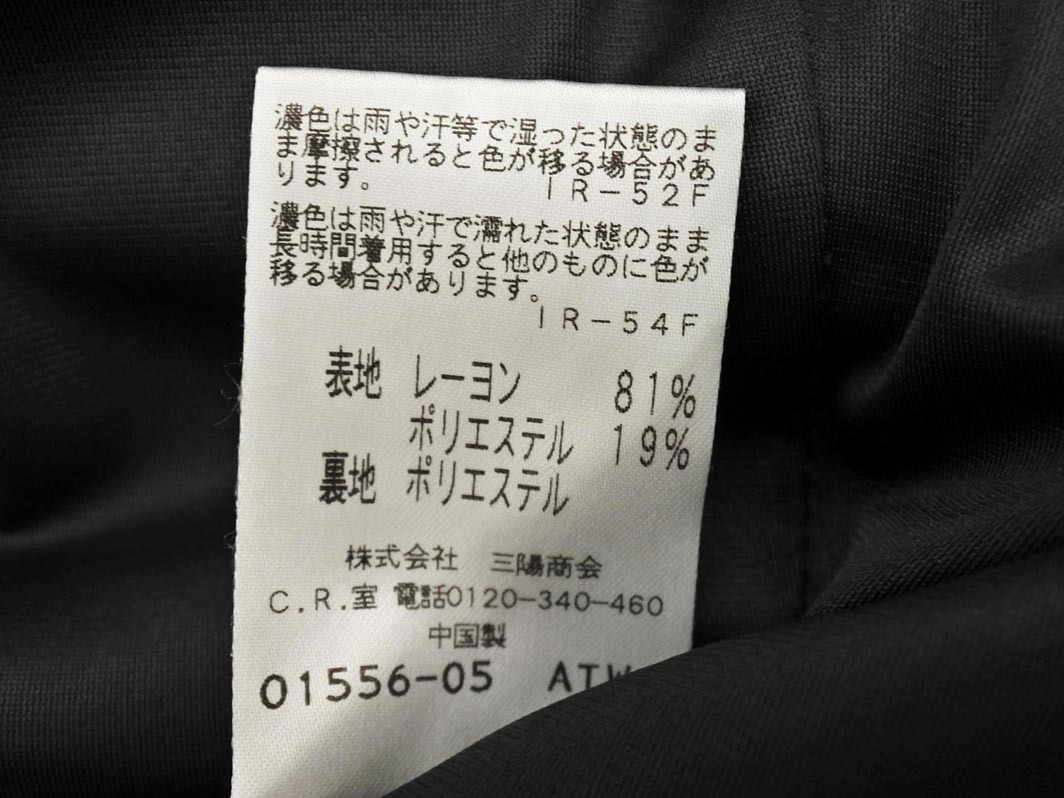 濃色は雨や汗等で湿った状態のま
ま摩擦されると色が移る場合があ
ります。 IR-52F
濃色は雨や汗で濡れた状態のまま
長時間着用すると他のものに色が
移る場合があります。
IR-54F
表地 レーヨン 81%
ポリエステル 19%
裏地 ポリエステル
株式会社 三陽商会
C.R.室 電話0120-340-460
中国製
01556-05 ATW